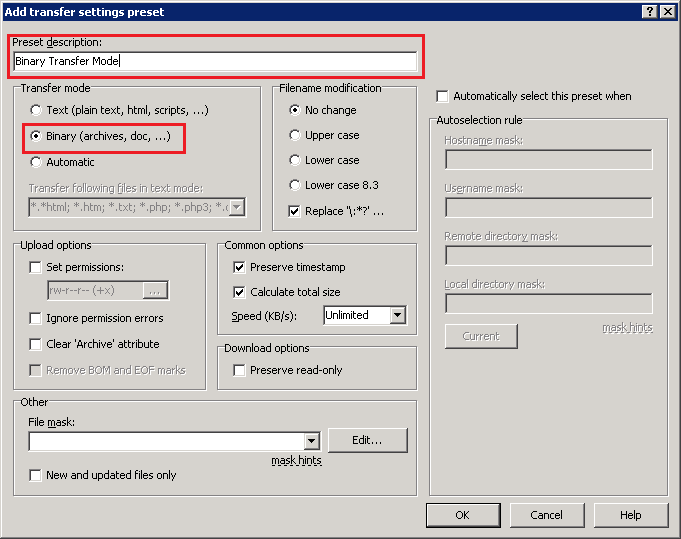 Add transfer settings preset
Preset description:
Binary Transfer Mode
Transfer mode
Text (plain text, html, scripts, ...)
Binary (archives, doc, ...)
Automatic
Transfer following files in text mode:
*.*html; *.htm; *.txt; *.php; *.php3; *.c
Filename modification
No change
Upper case
Lower case
Lower case 8.3
Replace '\:*?' ...
Upload options
Set permissions:
rw-r--r-- (+x)
...
Ignore permission errors
Clear 'Archive' attribute
Remove BOM and EOF marks
Common options
Preserve timestamp
Calculate total size
Speed (KB/s):
Unlimited
Download options
Preserve read-only
Other
File mask:
Edit...
mask hints
New and updated files only
Automatically select this preset when
Autoselection rule
Hostname mask:
Username mask:
Remote directory mask:
Local directory mask:
Current
mask hints
OK
Cancel
Help